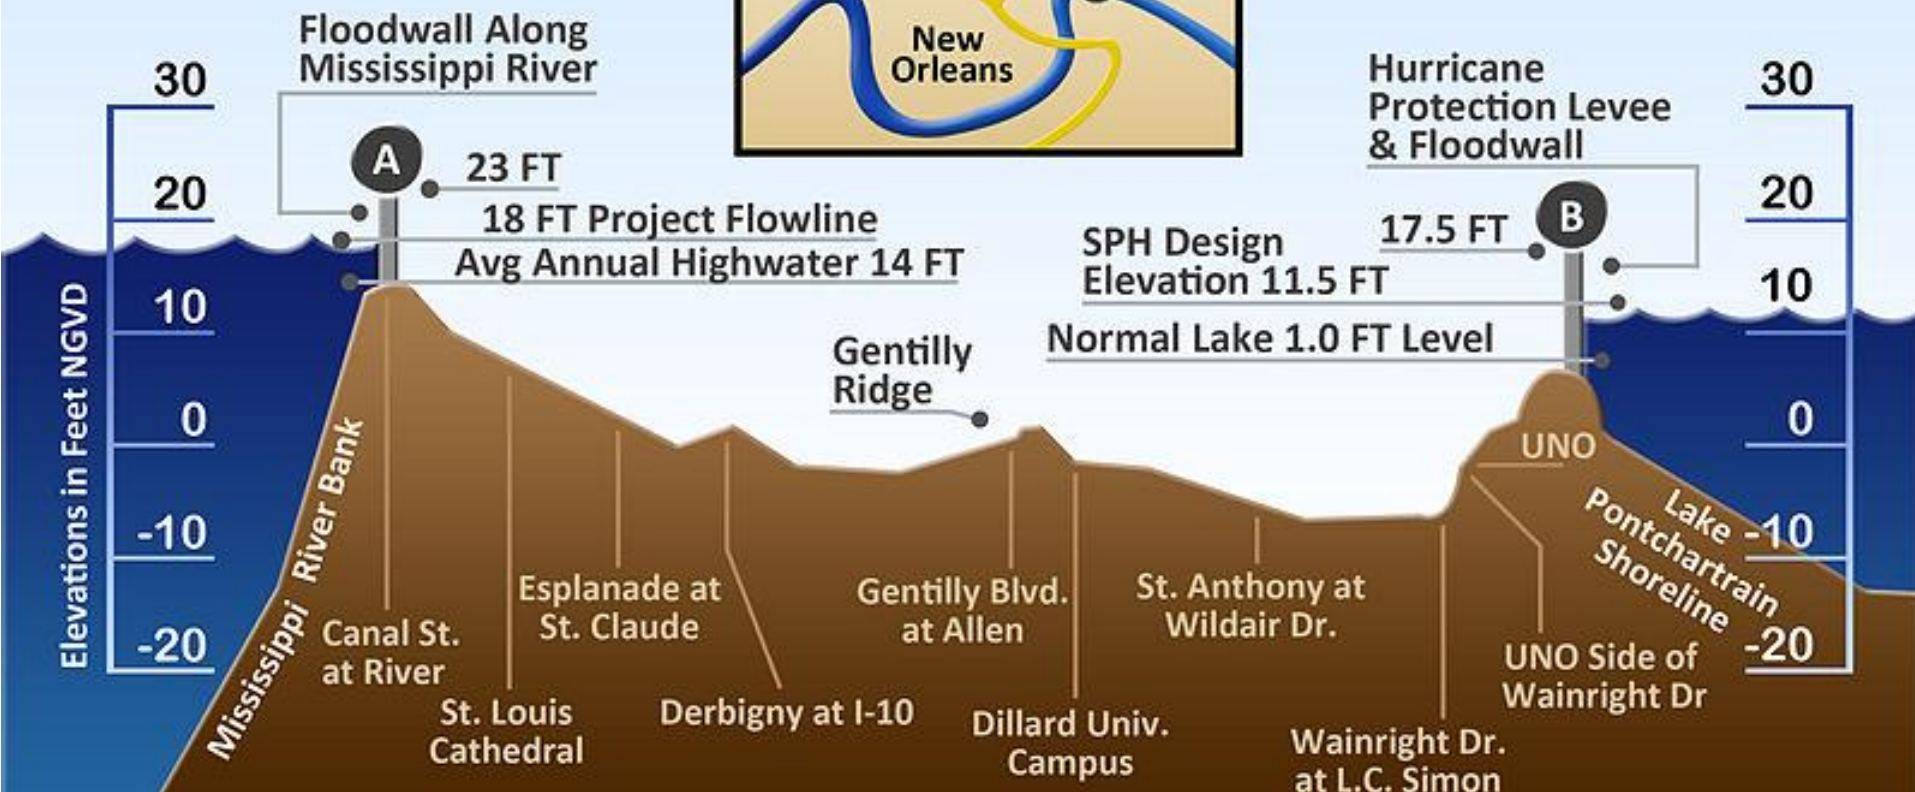 Floodwall Along
Mississippi River
New
Orleans
Hurricane
Protection Levee
& Floodwall
30
20
10
0
-10
-20
Elevations in Feet NGVD
A
23 FT
18 FT Project Flowline
Avg Annual Highwater 14 FT
Gentilly
Ridge
SPH Design
Elevation 11.5 FT
17.5 FT
B
Normal Lake 1.0 FT Level
30
20
10
0
-10
-20
Mississippi River Bank
Canal St.
at River
St. Louis
Cathedral
Esplanade at
St. Claude
Derbigny at I-10
Gentilly Blvd.
at Allen
Dillard Univ.
Campus
St. Anthony at
Wildair Dr.
Wainright Dr.
at L.C. Simon
UNO
UNO Side of
Wainright Dr
Lake
Pontchartrain
Shoreline